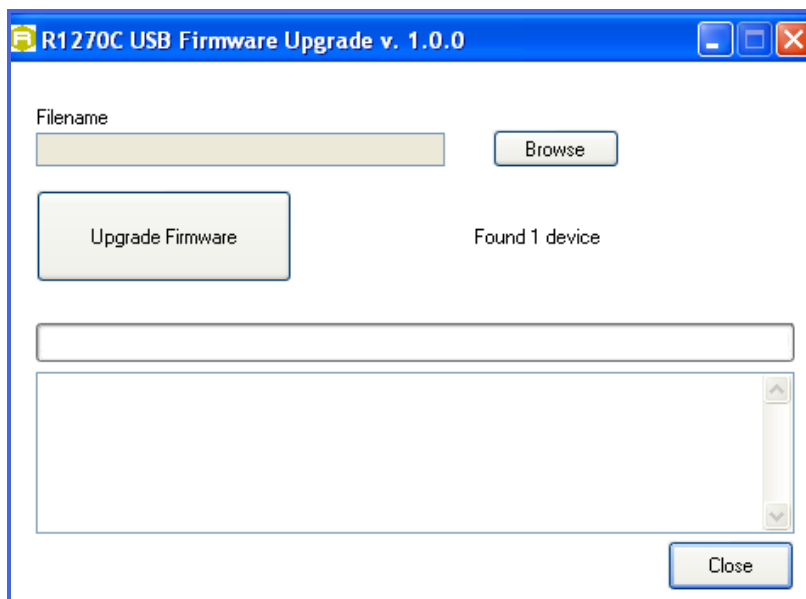 R1270C USB Firmware Upgrade v. 1.0.0
Filename
Browse
Upgrade Firmware
Found 1 device
Close